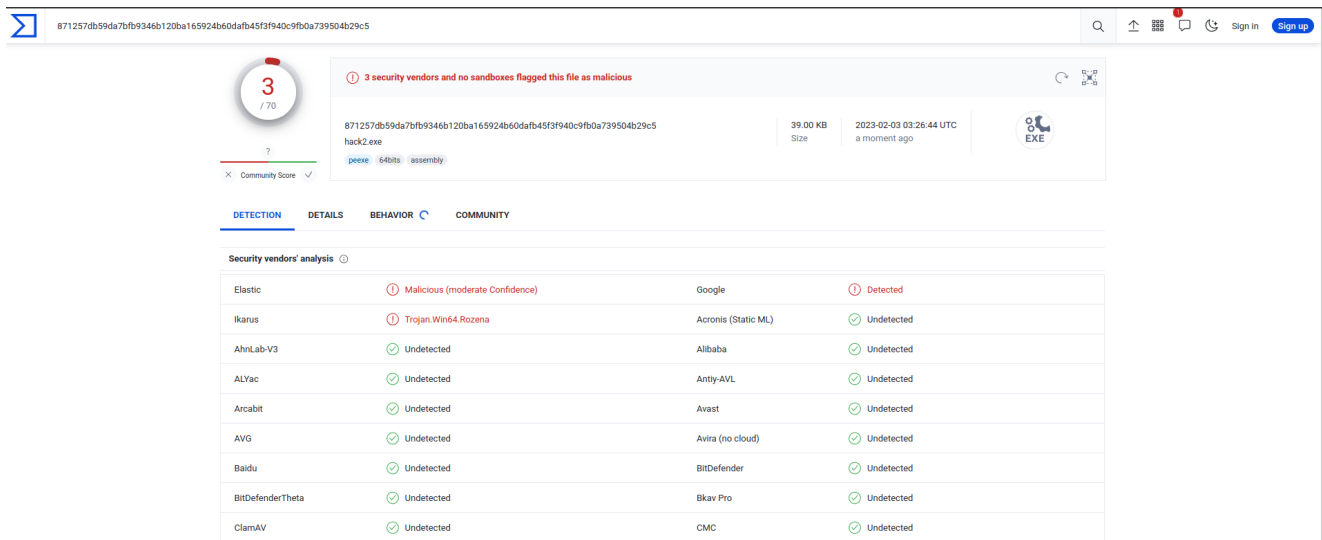 871257db59da7bfb9346b120ba165924b60dafb45f3f940c9fb0a739504b29c5
1
Sign in
Sign up
3
/ 70
?
Community Score
3 security vendors and no sandboxes flagged this file as malicious
871257db59da7bfb9346b120ba165924b60dafb45f3f940c9fb0a739504b29c5
hack2.exe
peexe 64bits assembly
39.00 KB
Size
2023-02-03 03:26:44 UTC
a moment ago
EXE
DETECTION DETAILS BEHAVIOR COMMUNITY
Security vendors' analysis
Elastic Malicious (moderate Confidence) Google Detected
Ikarus Trojan.Win64.Rozena Acronis (Static ML) Undetected
AhnLab-V3 Undetected Alibaba Undetected
ALYac Undetected Antiy-AVL Undetected
Arcabit Undetected Avast Undetected
AVG Undetected Avira (no cloud) Undetected
Baidu Undetected BitDefender Undetected
BitDefenderTheta Undetected Bkav Pro Undetected
ClamAV Undetected CMC Undetected